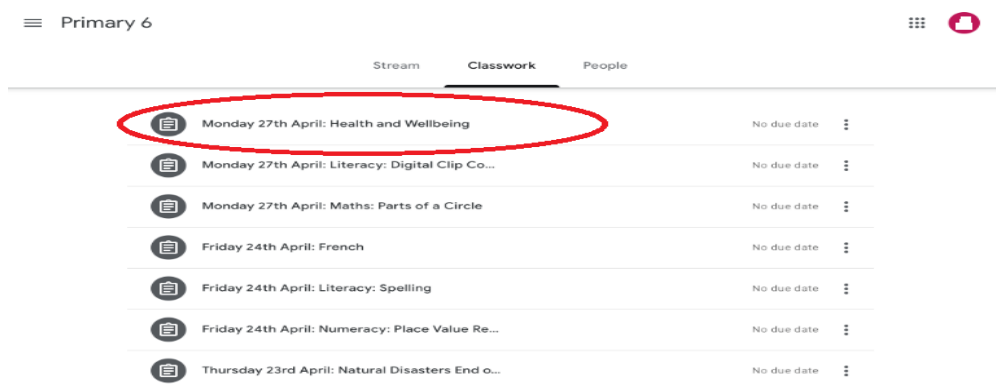 Primary 6
Stream Classwork People
Monday 27th April: Health and Wellbeing No due date
Monday 27th April: Literacy: Digital Clip Co... No due date
Monday 27th April: Maths: Parts of a Circle No due date
Friday 24th April: French No due date
Friday 24th April: Literacy: Spelling No due date
Friday 24th April: Numeracy: Place Value Re... No due date
Thursday 23rd April: Natural Disasters End o... No due date